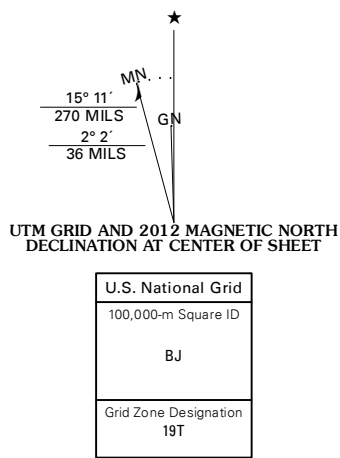 ★
MN
15° 11´
270 MILS
GN
2° 2´
36 MILS
UTM GRID AND 2012 MAGNETIC NORTH
DECLINATION AT CENTER OF SHEET
U.S. National Grid
100,000-m Square ID
BJ
Grid Zone Designation
19T